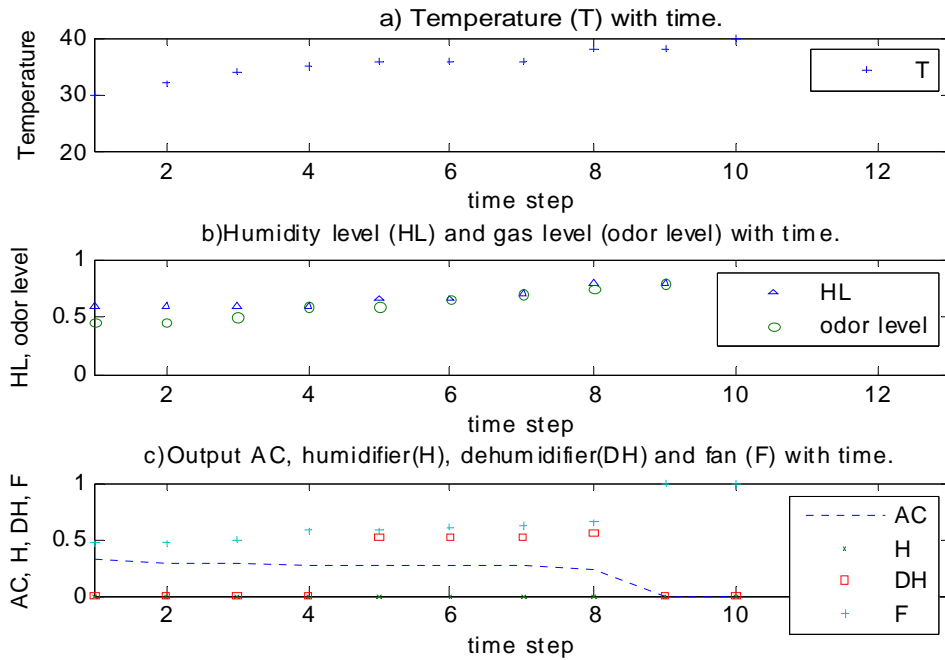 a) Temperature (T) with time.
Temperature
40
30
20
T
2
4
6
8
10
12
time step
b)Humidity level (HL) and gas level (odor level) with time.
HL, odor level
1
0.5
0
HL
odor level
2
4
6
8
10
12
time step
c)Output AC, humidifier(H), dehumidifier(DH) and fan (F) with time.
AC, H, DH, F
1
0.5
0
AC
H
DH
F
2
4
6
8
10
time step